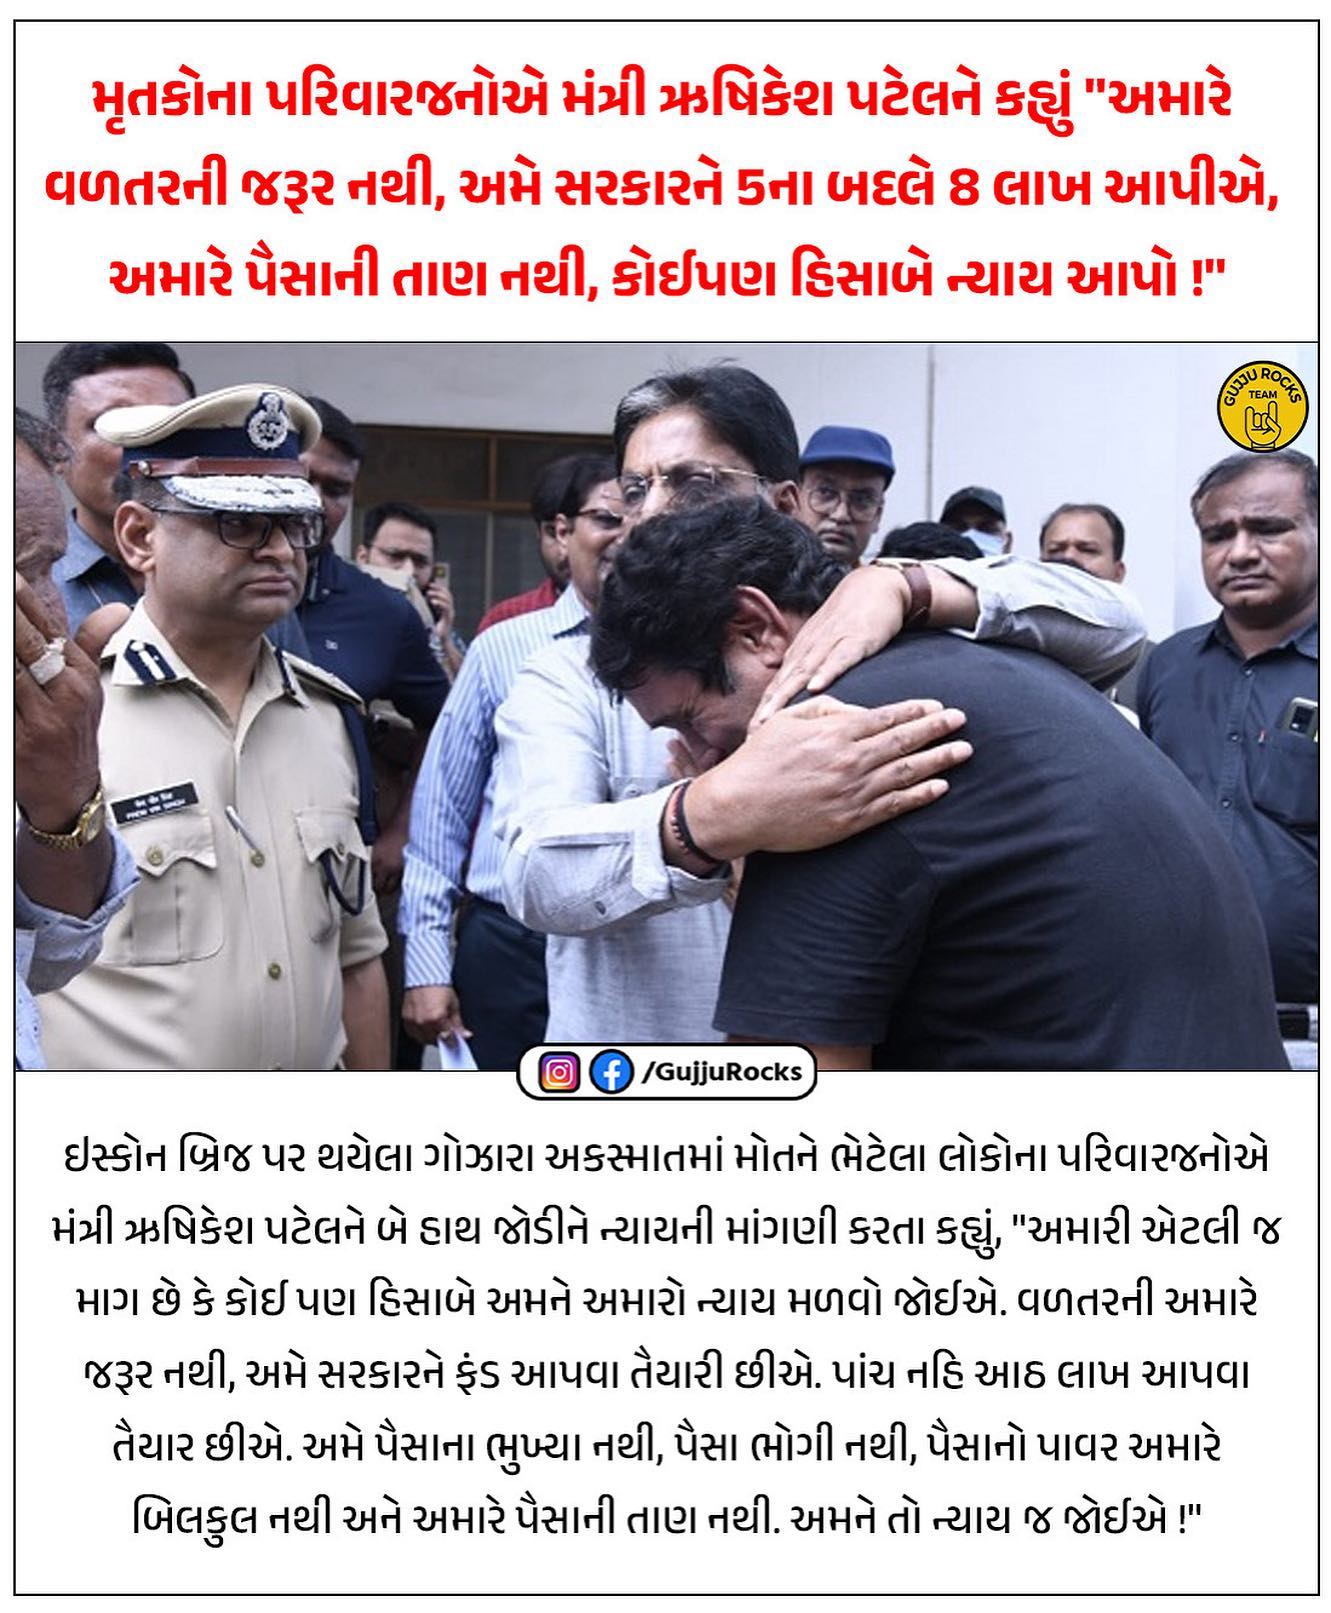 મૃતકોના પરિવારજનોએ મંત્રી ઋષિકેશ પટેલને કહ્યું "અમારે
વળતરની જરૂર નથી, અમે સરકારને 5ના બદલે 8 લાખ આપીએ,
અમારે પૈસાની તાણ નથી, કોઈપણ હિસાબે ન્યાય આપો !"
GUJJU ROCKS
TEAM
પ્રેમ વીર સિંહ
PREM VIR SINGH
/GujjuRocks
ઇસ્કોન બ્રિજ પર થયેલા ગોઝારા અકસ્માતમાં મોતને ભેટેલા લોકોના પરિવારજનોએ
મંત્રી ઋષિકેશ પટેલને બે હાથ જોડીને ન્યાયની માંગણી કરતા કહ્યું, "અમારી એટલી જ
માગ છે કે કોઈ પણ હિસાબે અમને અમારો ન્યાય મળવો જોઈએ. વળતરની અમારે
જરૂર નથી, અમે સરકારને ફંડ આપવા તૈયારી છીએ. પાંચ નહિ આઠ લાખ આપવા
તૈયાર છીએ. અમે પૈસાના ભુખ્યા નથી, પૈસા ભોગી નથી, પૈસાનો પાવર અમારે
બિલકુલ નથી અને અમારે પૈસાની તાણ નથી. અમને તો ન્યાય જ જોઈએ !"